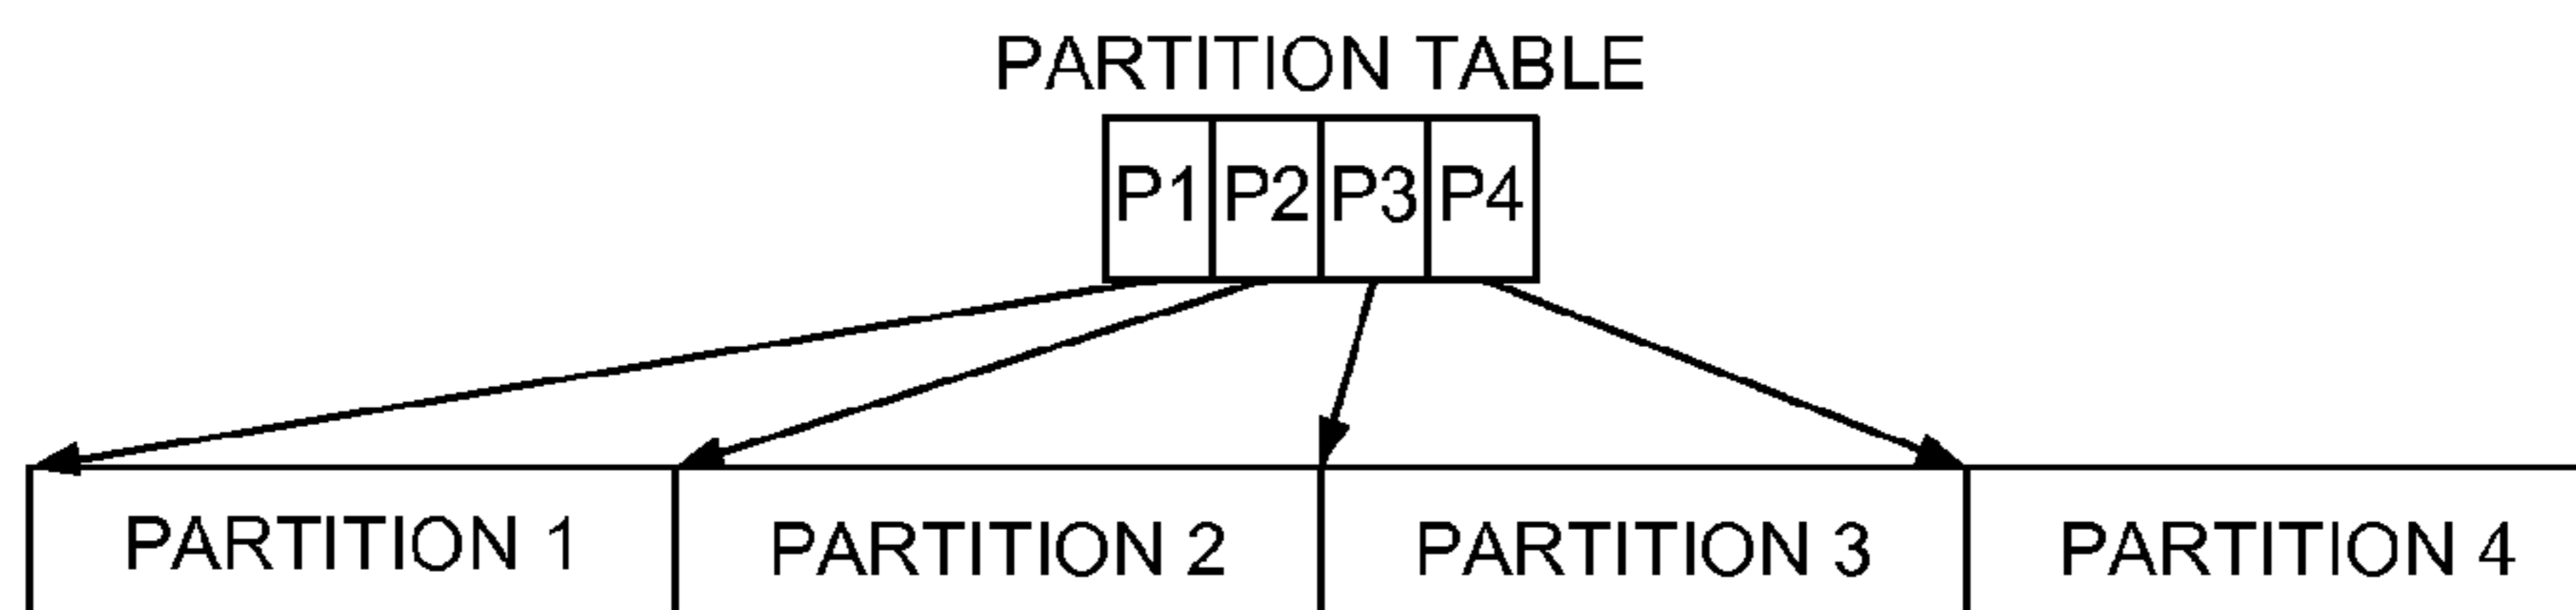 PARTITION TABLE
P1 P2 P3 P4
PARTITION 1 PARTITION 2 PARTITION 3 PARTITION 4